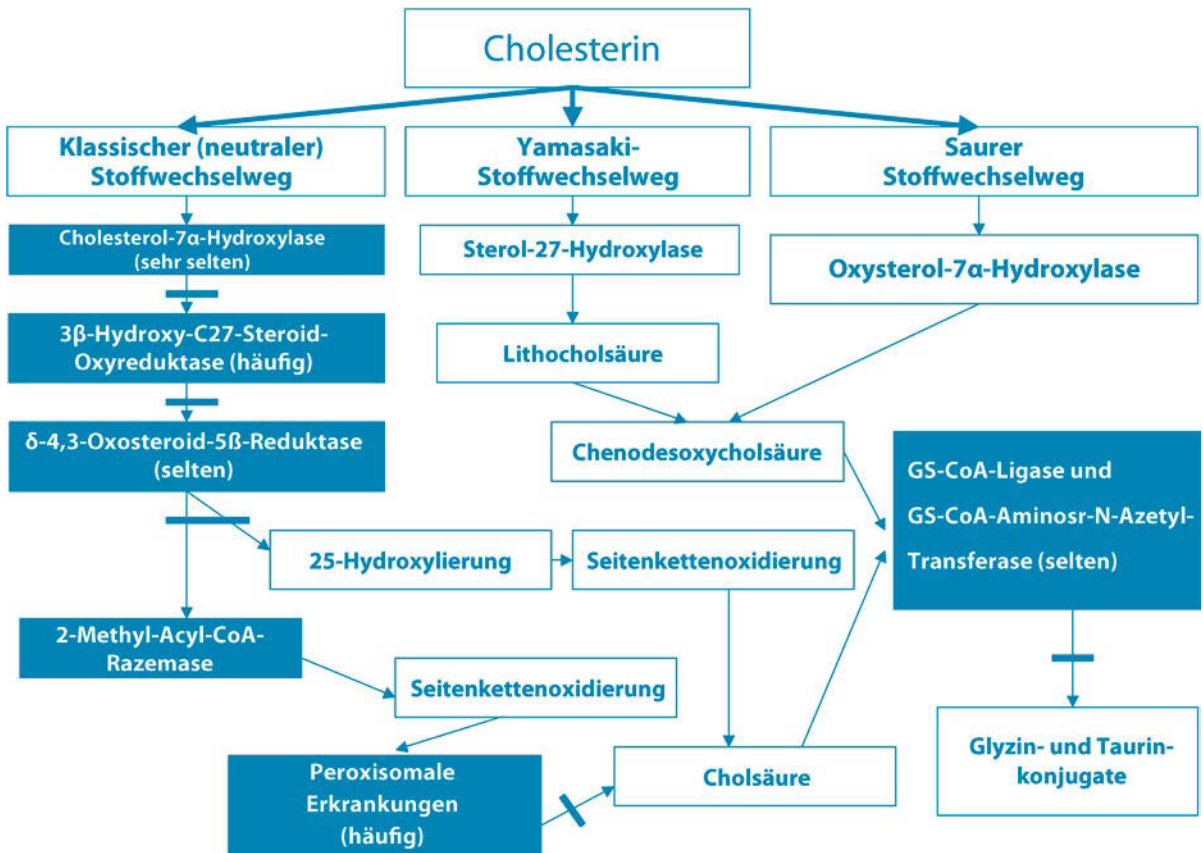 Cholesterin
Klassischer (neutraler)
Stoffwechselweg
Yamasaki-
Stoffwechselweg
Saurer
Stoffwechselweg
Cholesterol-7α-Hydroxylase
(sehr selten)
Sterol-27-Hydroxylase
Oxysterol-7α-Hydroxylase
3β-Hydroxy-C27-Steroid-
Oxyreduktase (häufig)
Lithocholsäure
δ-4,3-Oxosteroid-5ß-Reduktase
(selten)
Chenodesoxycholsäure
GS-CoA-Ligase und
GS-CoA-Aminosr-N-Azetyl-
Transferase (selten)
25-Hydroxylierung
Seitenkettenoxidierung
2-Methyl-Acyl-CoA-
Razemase
Seitenkettenoxidierung
Peroxisomale
Erkrankungen
(häufig)
Cholsäure
Glyzin- und Taurin-
konjugate